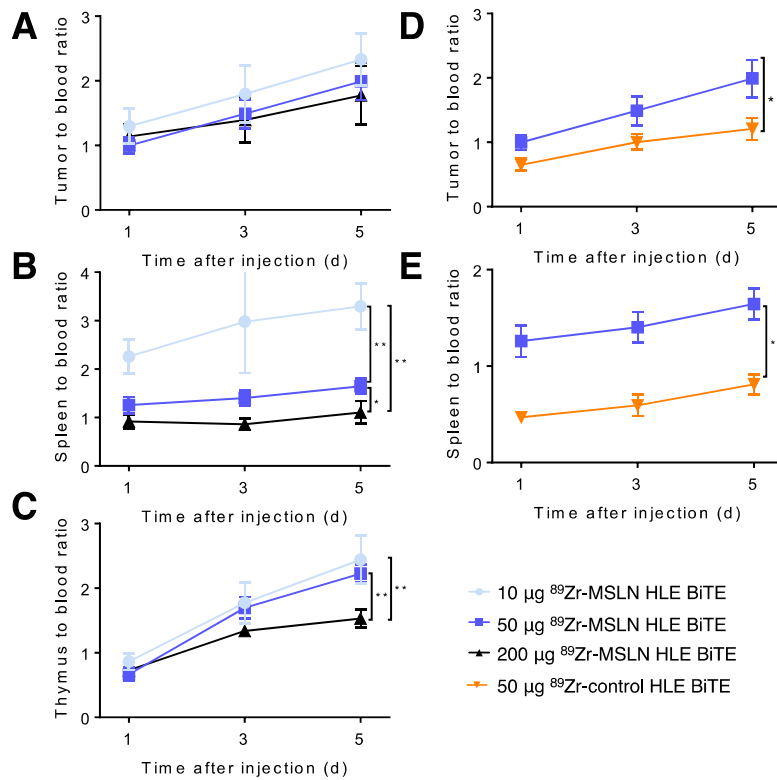 A
Tumor to blood ratio
3
2
1
0
1
3
5
Time after injection (d)
D
Tumor to blood ratio
3
2
1
0
*
1
3
5
Time after injection (d)
B
Spleen to blood ratio
4
3
2
1
0
**
**
*
1
3
5
Time after injection (d)
E
Spleen to blood ratio
2
1
0
*
1
3
5
Time after injection (d)
C
Thymus to blood ratio
3
2
1
0
**
**
1
3
5
Time after injection (d)
10 µg ⁸⁹Zr-MSLN HLE BiTE
50 µg ⁸⁹Zr-MSLN HLE BiTE
200 µg ⁸⁹Zr-MSLN HLE BiTE
50 µg ⁸⁹Zr-control HLE BiTE